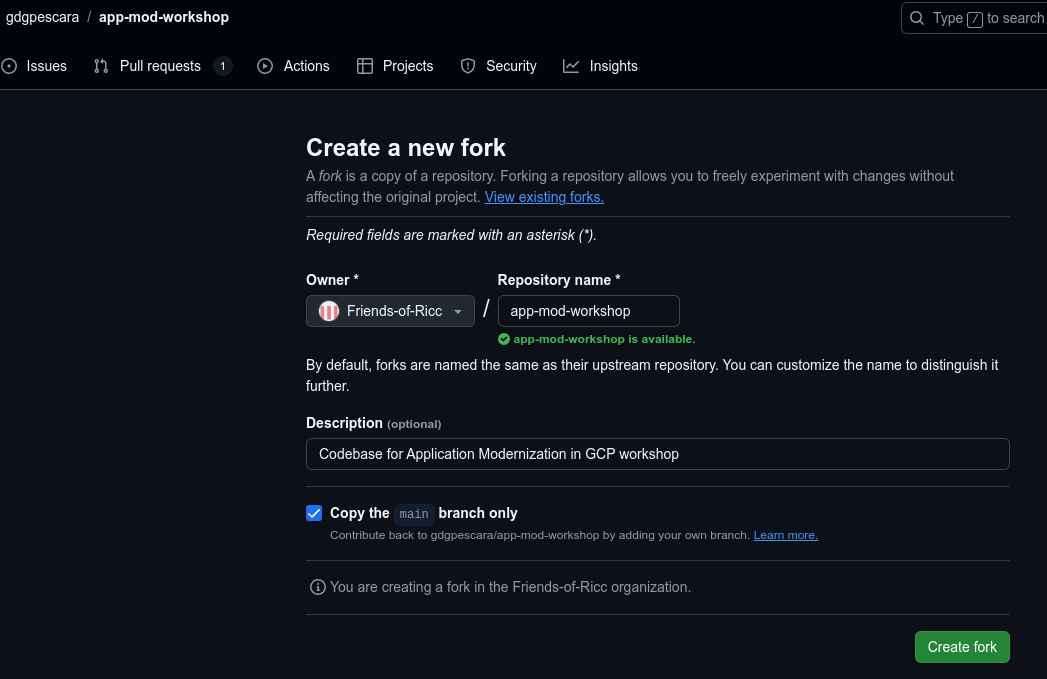 gdgpescara / app-mod-workshop
Type / to search
Issues Pull requests 1 Actions Projects Security Insights
Create a new fork
A fork is a copy of a repository. Forking a repository allows you to freely experiment with changes without
affecting the original project. View existing forks.
Required fields are marked with an asterisk (*).
Owner * Repository name *
Friends-of-Ricc / app-mod-workshop
app-mod-workshop is available.
By default, forks are named the same as their upstream repository. You can customize the name to distinguish it
further.
Description (optional)
Codebase for Application Modernization in GCP workshop
Copy the main branch only
Contribute back to gdgpescara/app-mod-workshop by adding your own branch. Learn more.
You are creating a fork in the Friends-of-Ricc organization.
Create fork